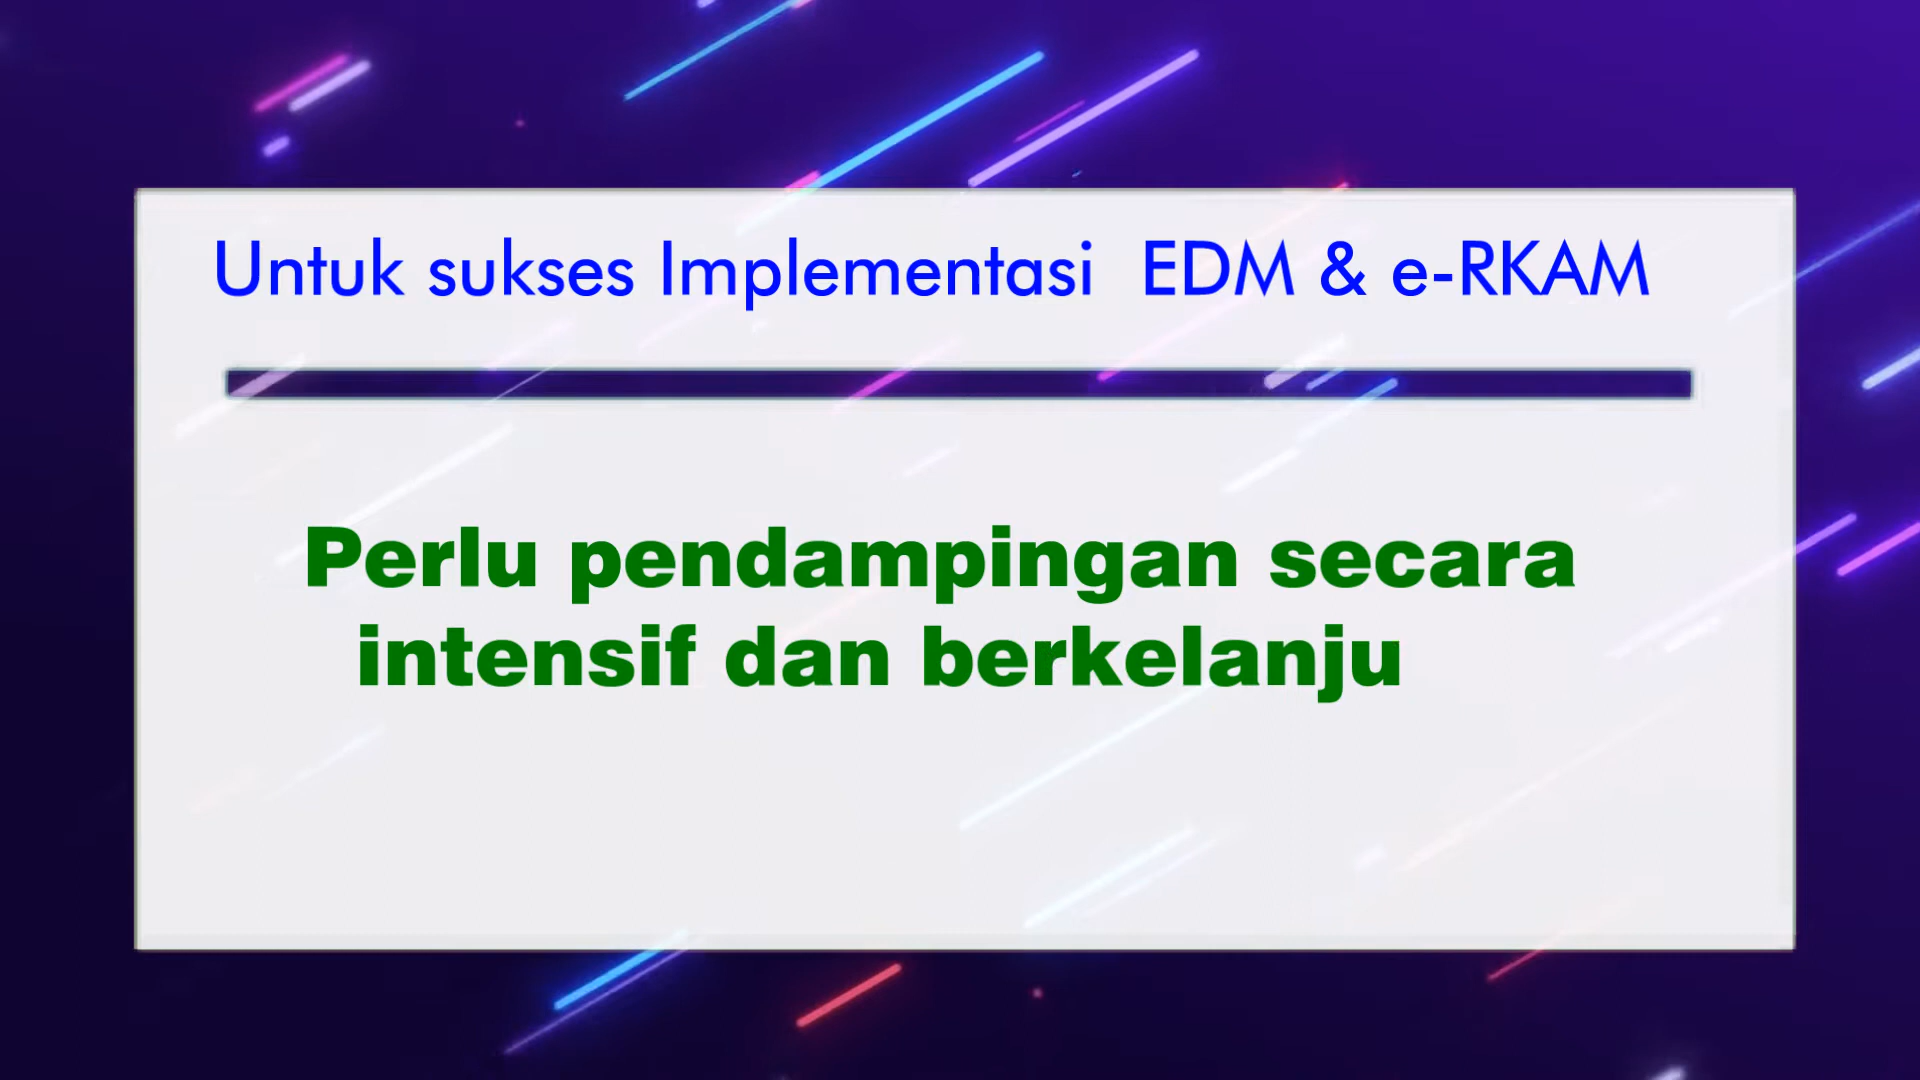 Untuk sukses Implementasi EDM & e-RKAM
Perlu pendampingan secara
intensif dan berkelanju